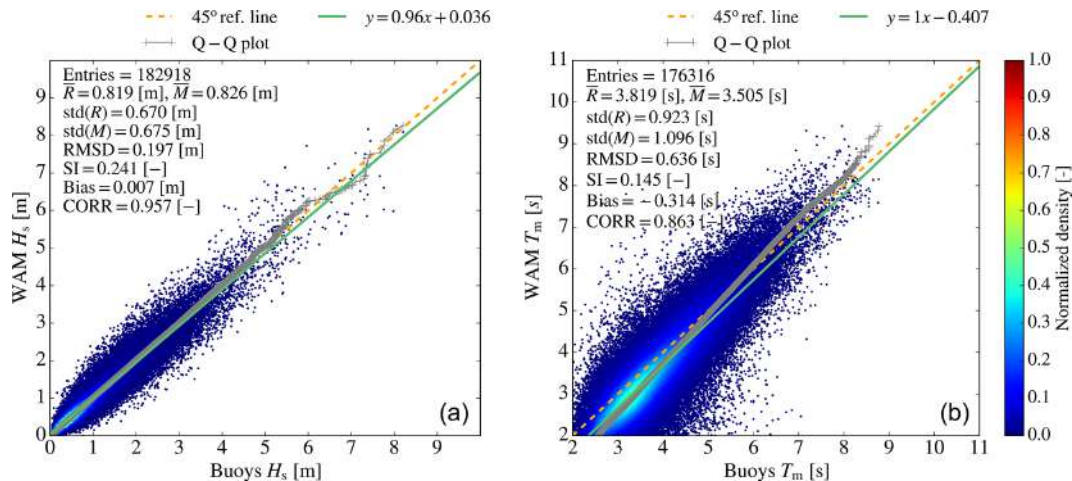 45° ref. line
y = 0.96x + 0.036
Q − Q plot
Entries = 182918
R̅ = 0.819 [m], M̅ = 0.826 [m]
std(R) = 0.670 [m]
std(M) = 0.675 [m]
RMSD = 0.197 [m]
SI = 0.241 [−]
Bias = 0.007 [m]
CORR = 0.957 [−]
WAM Hs [m]
9
8
7
6
5
4
3
2
1
0
(a)
0 1 2 3 4 5 6 7 8 9
Buoys Hs [m]
45° ref. line
y = 1x − 0.407
Q − Q plot
Entries = 176316
R̅ = 3.819 [s], M̅ = 3.505 [s]
std(R) = 0.923 [s]
std(M) = 1.096 [s]
RMSD = 0.636 [s]
SI = 0.145 [−]
Bias = −0.314 [s]
CORR = 0.863 [−]
WAM Tm [s]
11
10
9
8
7
6
5
4
3
2
(b)
2 3 4 5 6 7 8 9 10 11
Buoys Tm [s]
1.0
0.9
0.8
0.7
0.6
0.5
0.4
0.3
0.2
0.1
0.0
Normalized density [-]